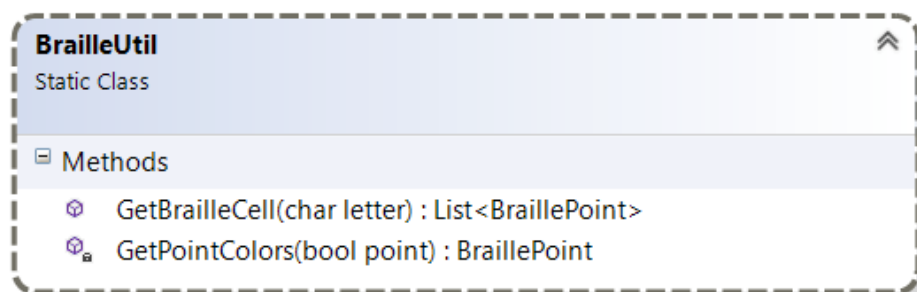 BrailleUtil
Static Class
Methods
GetBrailleCell(char letter) : List<BraillePoint>
GetPointColors(bool point) : BraillePoint